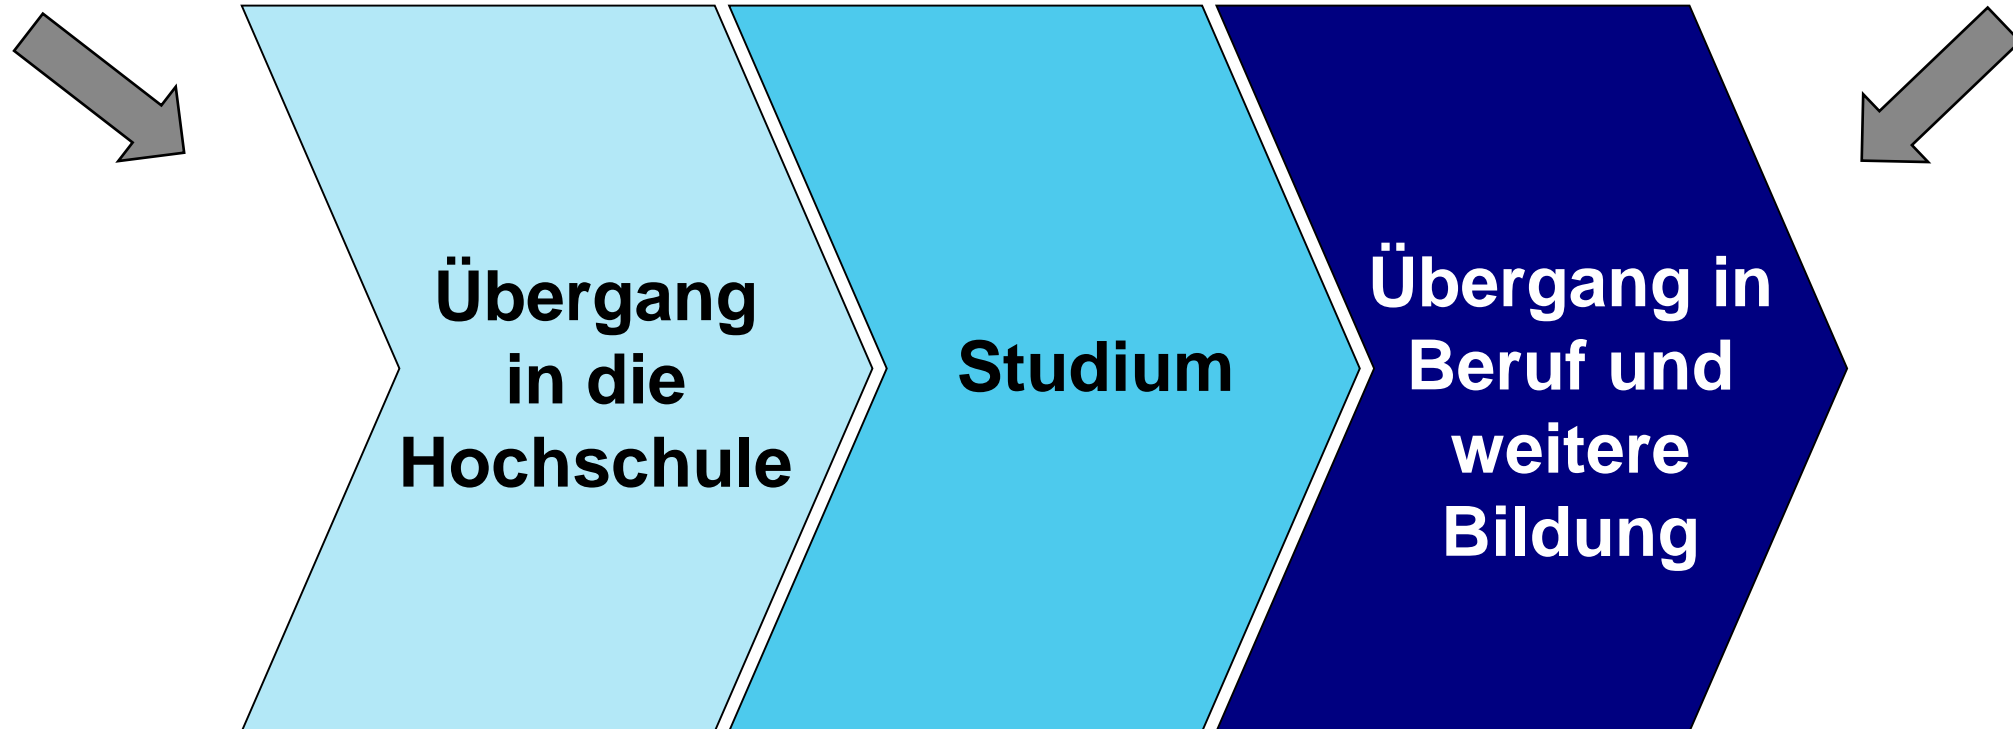 Übergang
in die
Hochschule
Studium
Übergang in
Beruf und
weitere
Bildung